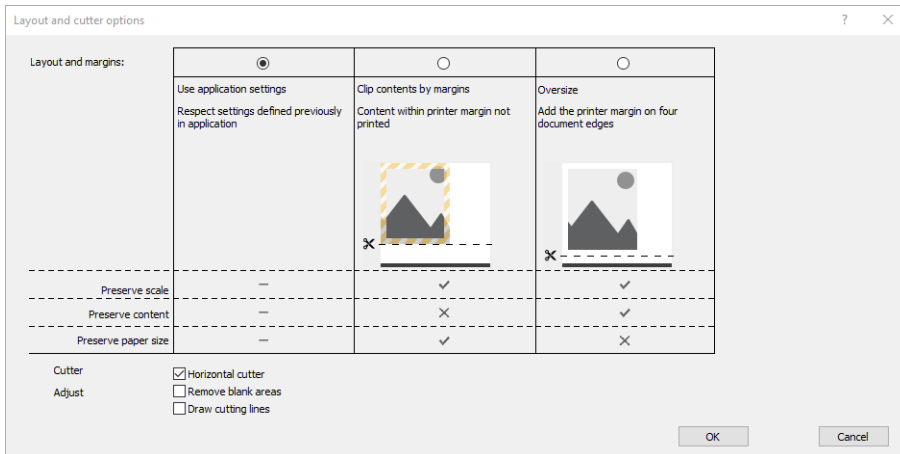 Layout and cutter options
Layout and margins:
Use application settings
Respect settings defined previously
in application
Clip contents by margins
Content within printer margin not
printed
Oversize
Add the printer margin on four
document edges
Preserve scale
Preserve content
Preserve paper size
Cutter
Horizontal cutter
Adjust
Remove blank areas
Draw cutting lines
OK
Cancel